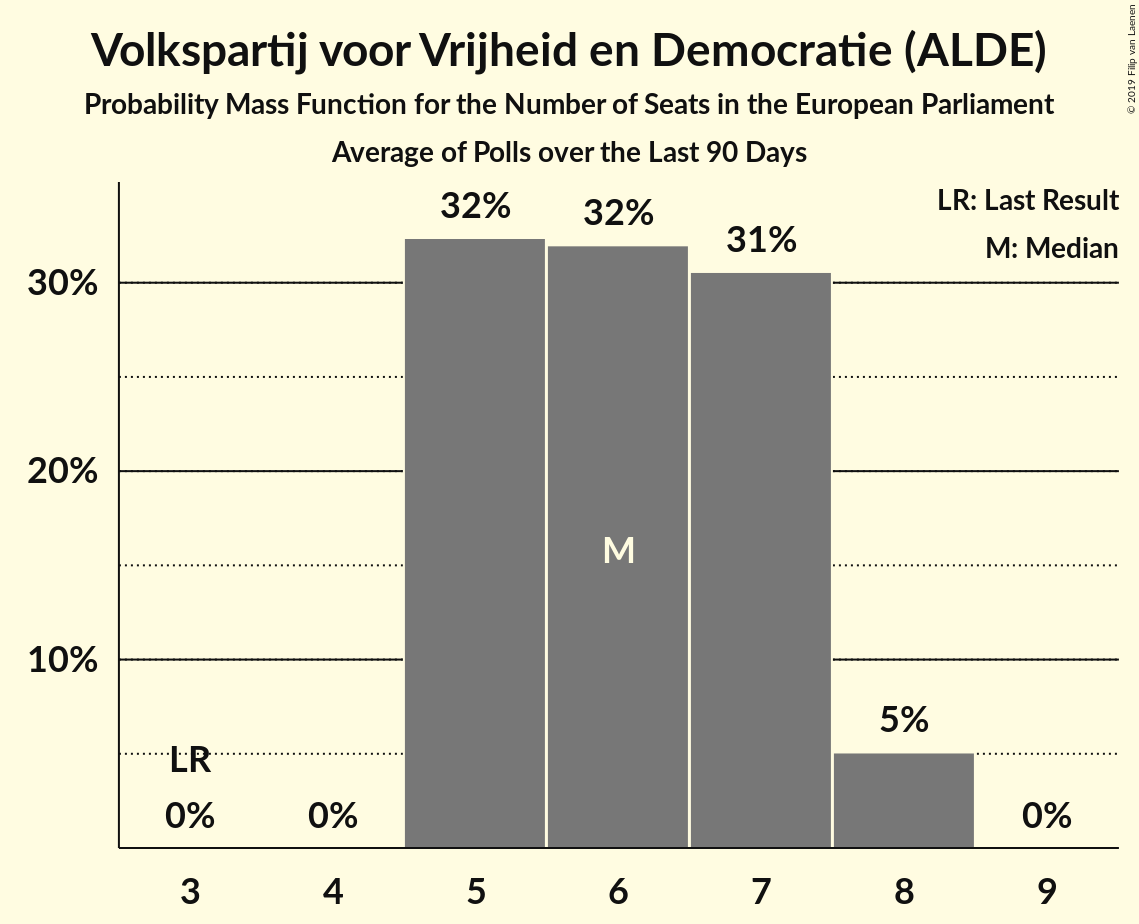 Volkspartij voor Vrijheid en Democratie (ALDE)
Probability Mass Function for the Number of Seats in the European Parliament
Average of Polls over the Last 90 Days
© 2019 Filip van Laenen
LR: Last Result
M: Median
32%
32%
31%
30%
20%
M
10%
5%
LR
0%
0%
0%
3
4
5
6
7
8
9